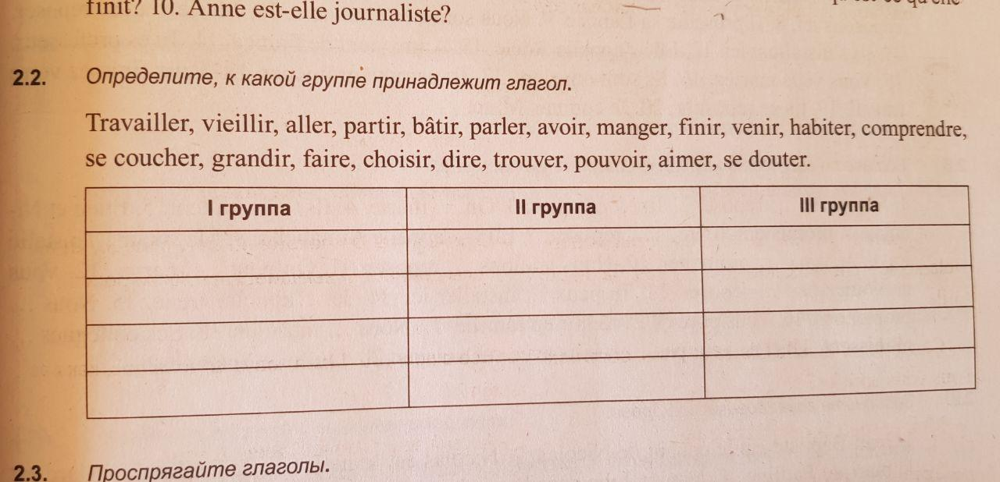 finit? 10. Anne est-elle journaliste?
2.2. Определите, к какой группе принадлежит глагол.
Travailler, vieillir, aller, partir, bâtir, parler, avoir, manger, finir, venir, habiter, comprendre,
se coucher, grandir, faire, choisir, dire, trouver, pouvoir, aimer, se douter.
I группа II группа III группа
2.3. Проспрягайте глаголы.